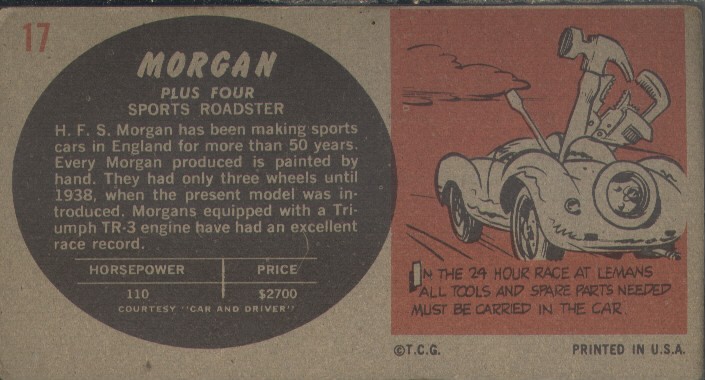 17
MORGAN
PLUS FOUR
SPORTS ROADSTER
H. F. S. Morgan has been making sports
cars in England for more than 50 years.
Every Morgan produced is painted by
hand. They had only three wheels until
1938, when the present model was in-
troduced. Morgans equipped with a Tri-
umph TR-3 engine have had an excellent
race record.
HORSEPOWER PRICE
110 $2700
COURTESY "CAR AND DRIVER"
IN THE 24 HOUR RACE AT LEMANS
ALL TOOLS AND SPARE PARTS NEEDED
MUST BE CARRIED IN THE CAR.
©T.C.G. PRINTED IN U.S.A.